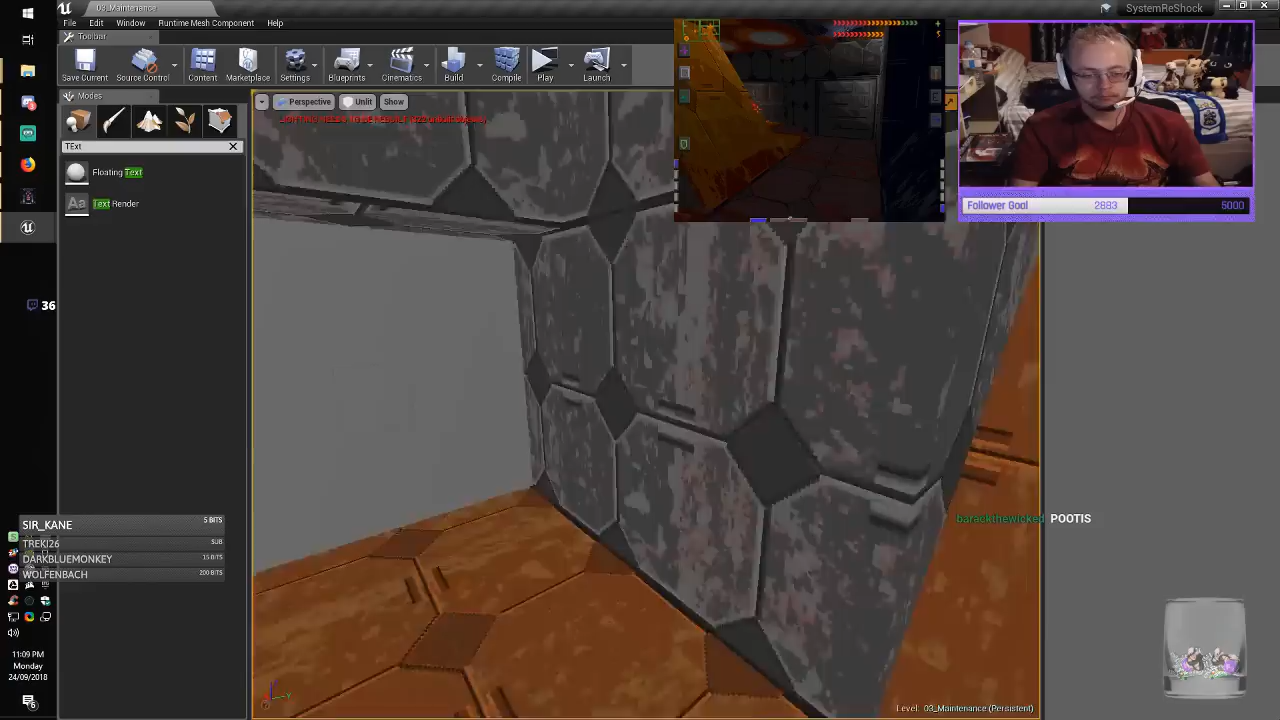 03_Maintenance
SystemReShock
File Edit Window Runtime Mesh Component Help
Toolbar
Save Current
Source Control
Content
Marketplace
Settings
Blueprints
Cinematics
Build
Compile
Play
Launch
Modes
TExt
Floating Text
Aa Text Render
Perspective
Unlit
Show
Follower Goal 2883 5000
36
SIR_KANE 5 BITS
TREKI26 SUB
DARKBLUEMONKEY 15 BITS
WOLFENBACH 200 BITS
barackthewicked POOTIS
11:09 PM
Monday
24/09/2018
Level: 03_Maintenance (Persistent)